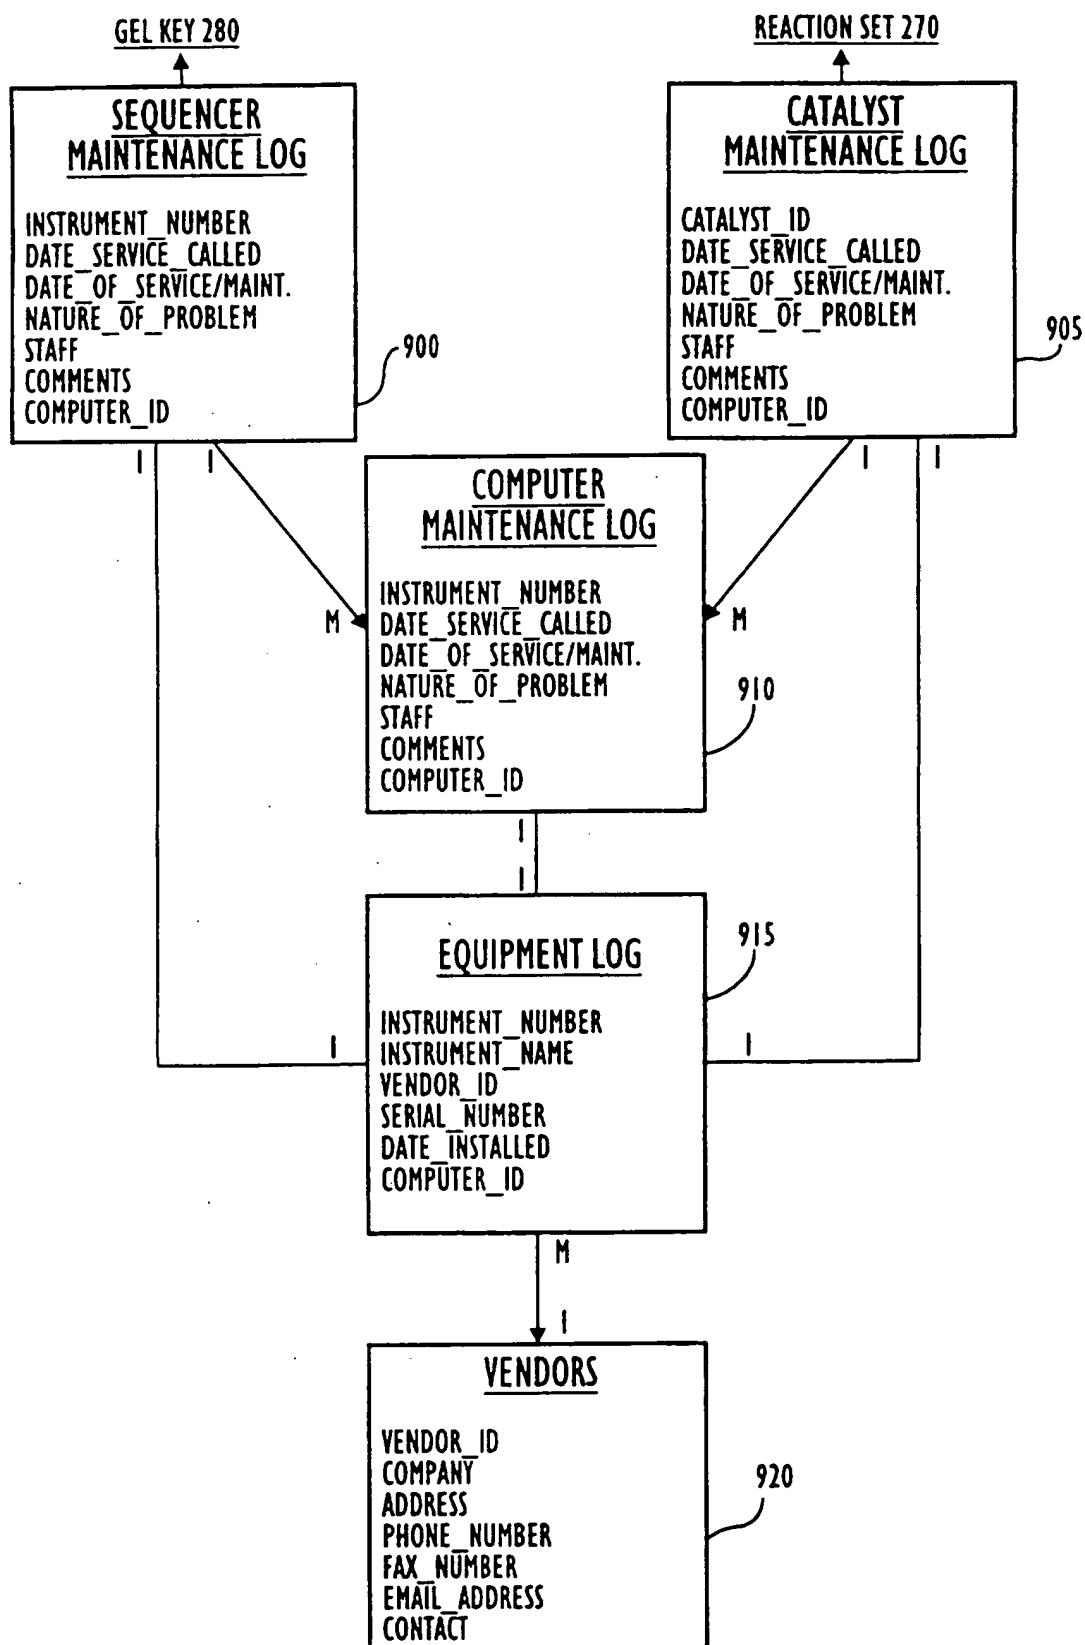 GEL KEY 280
REACTION SET 270
SEQUENCER
MAINTENANCE LOG
INSTRUMENT_NUMBER
DATE_SERVICE_CALLED
DATE_OF_SERVICE/MAINT.
NATURE_OF_PROBLEM
STAFF
COMMENTS
COMPUTER_ID
900
CATALYST
MAINTENANCE LOG
CATALYST_ID
DATE_SERVICE_CALLED
DATE_OF_SERVICE/MAINT.
NATURE_OF_PROBLEM
STAFF
COMMENTS
COMPUTER_ID
905
1 1
1 1
COMPUTER
MAINTENANCE LOG
INSTRUMENT_NUMBER
DATE_SERVICE_CALLED
DATE_OF_SERVICE/MAINT.
NATURE_OF_PROBLEM
STAFF
COMMENTS
COMPUTER_ID
M
M
910
1
1
EQUIPMENT LOG
INSTRUMENT_NUMBER
INSTRUMENT_NAME
VENDOR_ID
SERIAL_NUMBER
DATE_INSTALLED
COMPUTER_ID
915
1
1
M
1
VENDORS
VENDOR_ID
COMPANY
ADDRESS
PHONE_NUMBER
FAX_NUMBER
EMAIL_ADDRESS
CONTACT
920